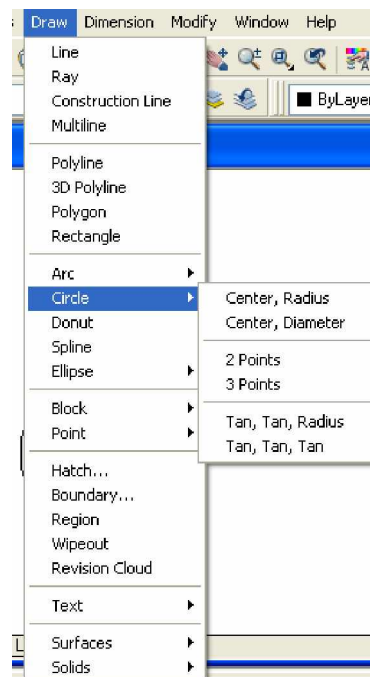 Draw Dimension Modify Window Help
Line
Ray
Construction Line
Multiline
ByLayer
Polyline
3D Polyline
Polygon
Rectangle
Arc
Circle
Donut
Spline
Ellipse
Block
Point
Center, Radius
Center, Diameter
2 Points
3 Points
Tan, Tan, Radius
Tan, Tan, Tan
Hatch...
Boundary...
Region
Wipeout
Revision Cloud
Text
Surfaces
Solids